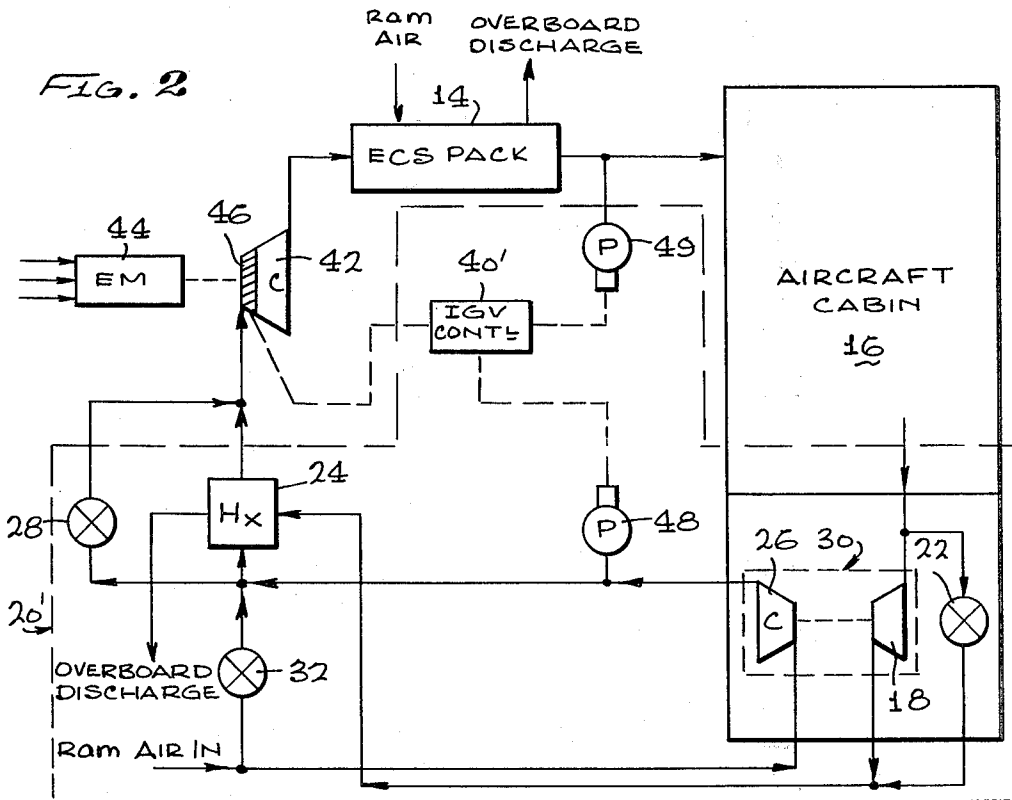 FIG. 2
Ram
AIR
OVERBOARD
DISCHARGE
14
ECS PACK
46
44
EM
C
42
40'
IGV
CONTL
P
49
AIRCRAFT
CABIN
16
24
HX
28
P
48
26
30
22
C
18
20'
OVERBOARD
DISCHARGE
32
Ram AIR IN